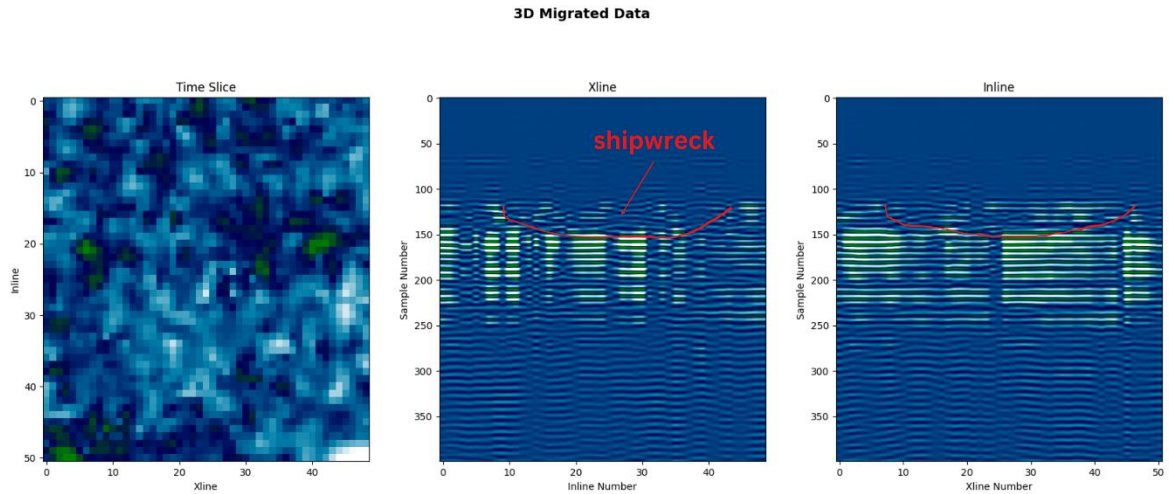 3D Migrated Data
Time Slice
0
10
20
30
40
50
Inline
0 10 20 30 40
Xline
Xline
shipwreck
0
50
100
150
200
250
300
350
Sample Number
0 10 20 30 40
Inline Number
Inline
0
50
100
150
200
250
300
350
Sample Number
0 10 20 30 40 50
Xline Number